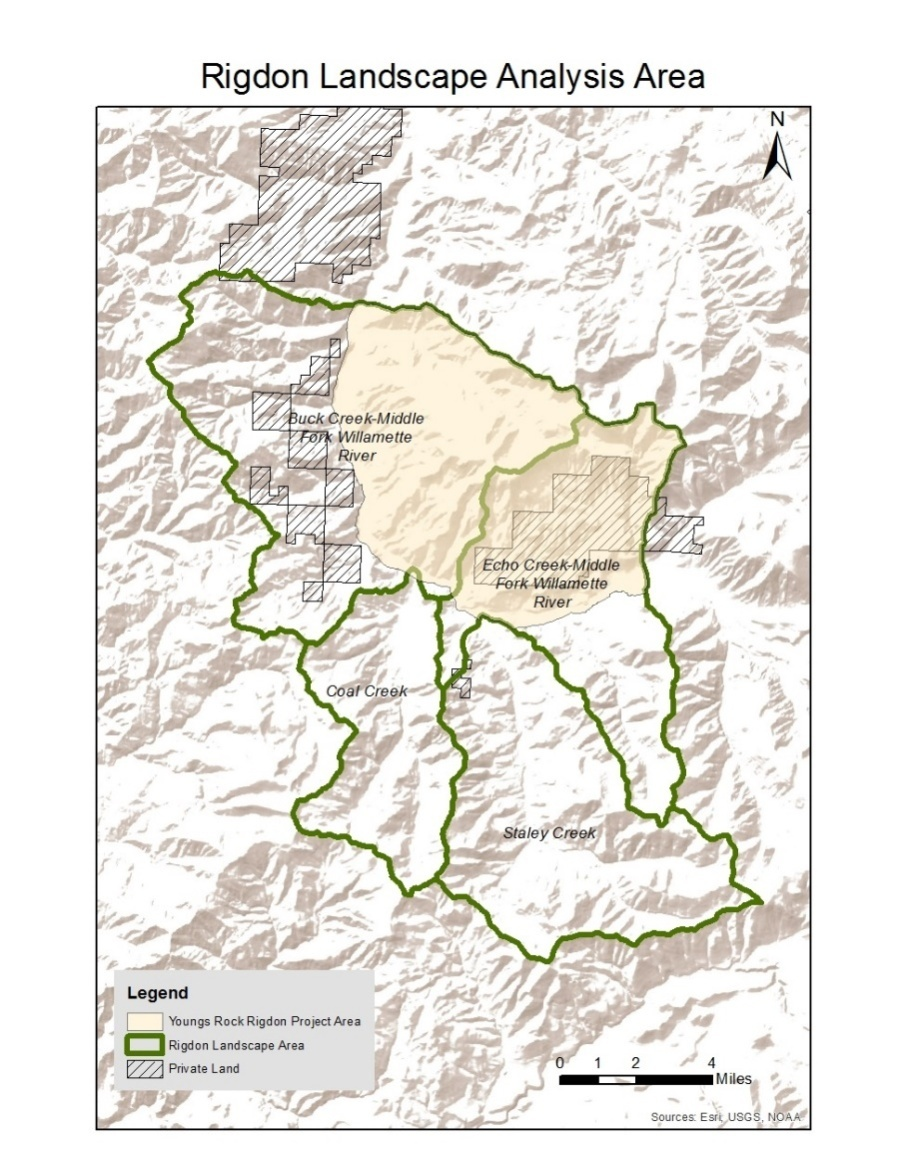 Rigdon Landscape Analysis Area
N
Buck Creek-Middle
Fork Willamette
River
Echo Creek-Middle
Fork Willamette
River
Coal Creek
Staley Creek
Legend
Youngs Rock Rigdon Project Area
Rigdon Landscape Area
Private Land
0 1 2 4
Miles
Sources: Esri, USGS, NOAA